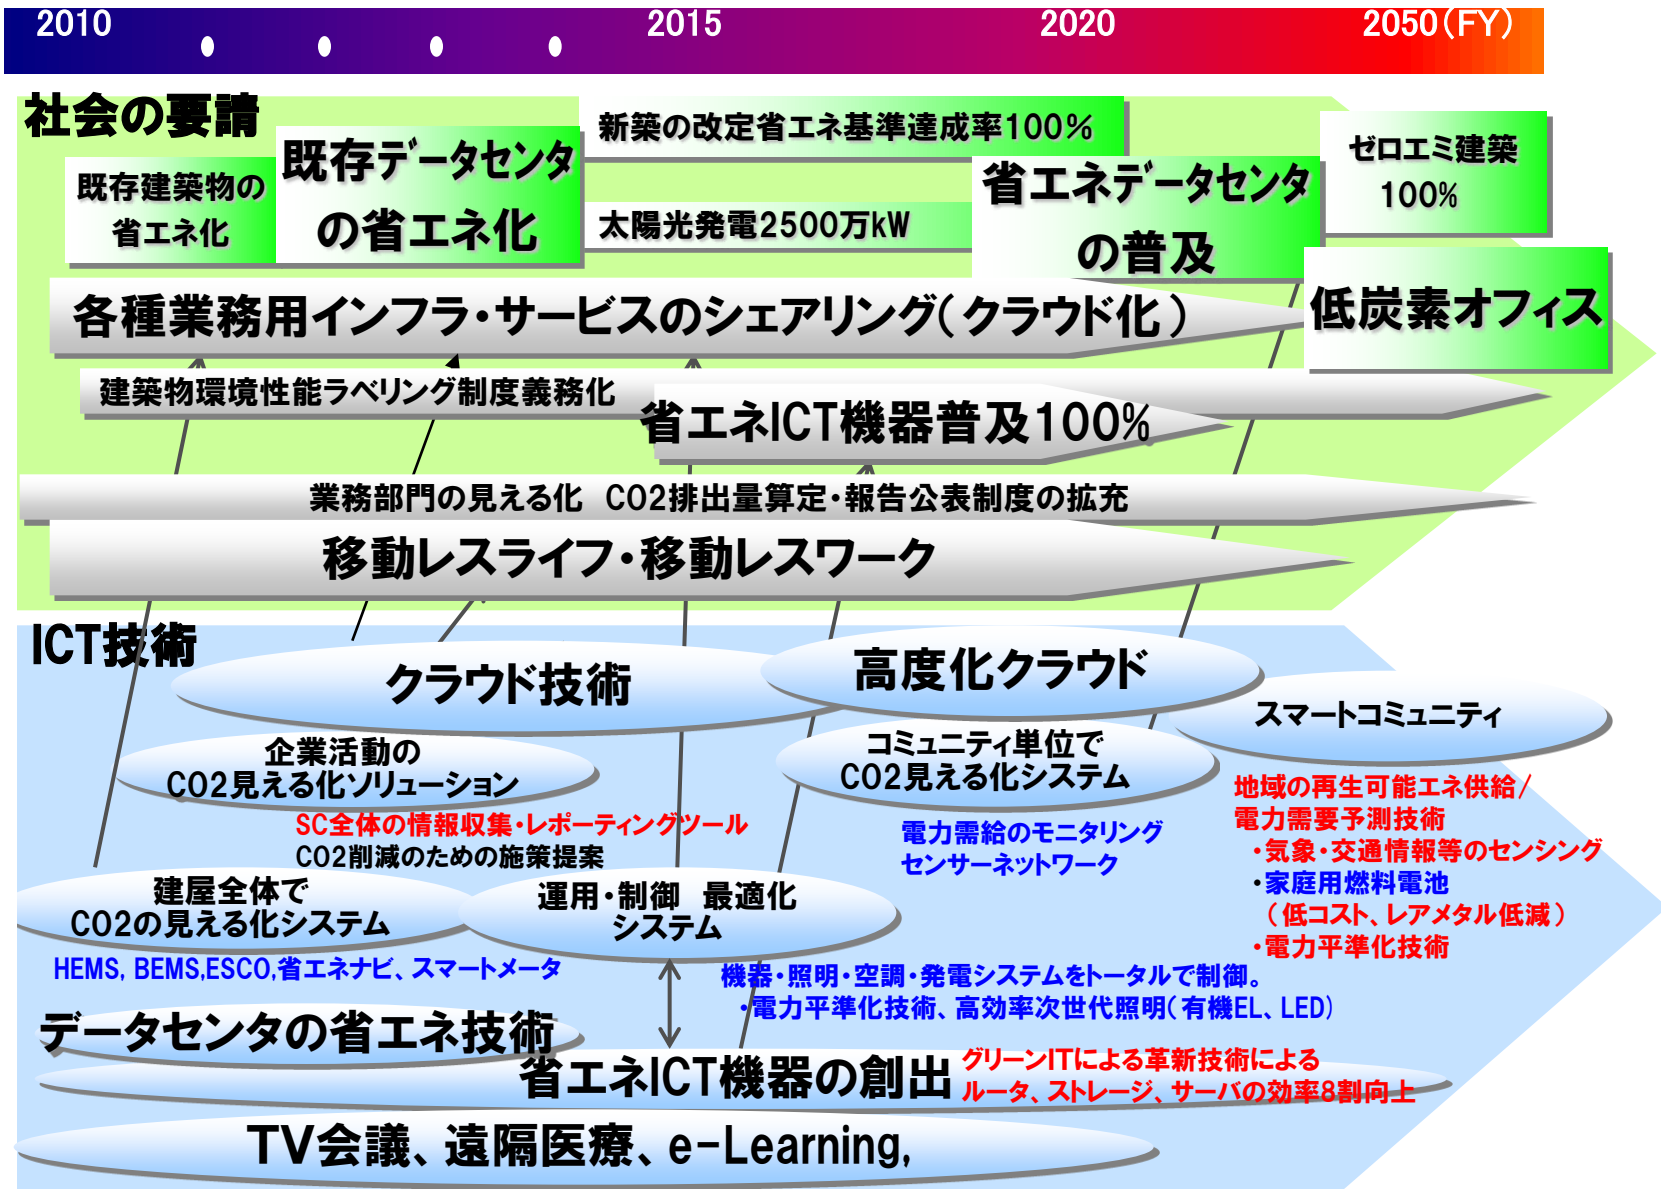 2010
2015
2020
2050(FY)
社会の要請
既存建築物の
省エネ化
既存データセンタ
の省エネ化
新築の改定省エネ基準達成率100%
太陽光発電2500万kW
省エネデータセンタ
の普及
ゼロエミ建築
100%
低炭素オフィス
各種業務用インフラ・サービスのシェアリング(クラウド化)
建築物環境性能ラベリング制度義務化
省エネICT機器普及100%
業務部門の見える化 CO2排出量算定・報告公表制度の拡充
移動レスライフ・移動レスワーク
ICT技術
クラウド技術
高度化クラウド
スマートコミュニティ
企業活動の
CO2見える化ソリューション
SC全体の情報収集・レポーティングツール
CO2削減のための施策提案
コミュニティ単位で
CO2見える化システム
電力需給のモニタリング
センサーネットワーク
地域の再生可能エネ供給/
電力需要予測技術
・気象・交通情報等のセンシング
・家庭用燃料電池
(低コスト、レアメタル低減)
・電力平準化技術
建屋全体で
CO2の見える化システム
HEMS, BEMS,ESCO,省エネナビ、スマートメータ
運用・制御 最適化
システム
機器・照明・空調・発電システムをトータルで制御。
・電力平準化技術、高効率次世代照明(有機EL、LED)
データセンタの省エネ技術
省エネICT機器の創出
グリーンITによる革新技術による
ルータ、ストレージ、サーバの効率8割向上
TV会議、遠隔医療、e-Learning,